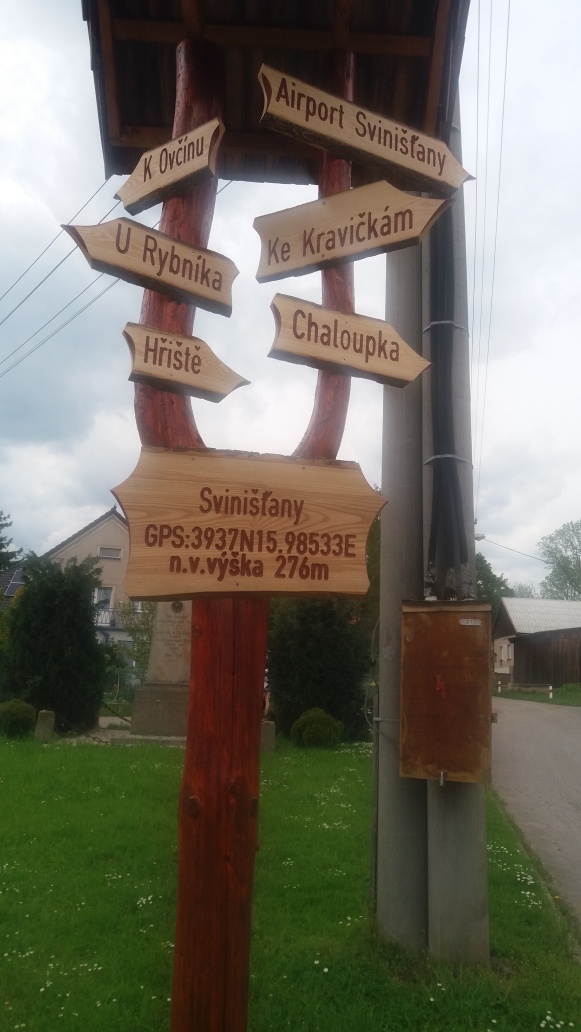 K Ovčínu
Airport Svinišťany
U Rybníka
Ke Kravičkám
Hřiště
Chaloupka
Svinišťany
GPS:3937N15.98533E
n.v.výška 276m